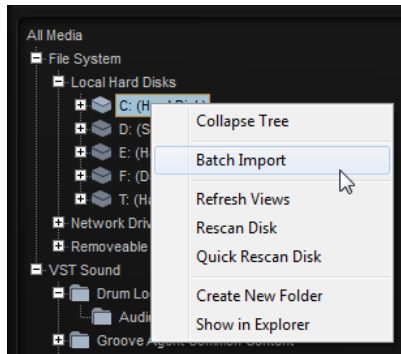 All Media
File System
Local Hard Disks
C: (Hard Disk)
Collapse Tree
D: (S
Batch Import
E: (Ha
F: (D
Refresh Views
T: (Ha
Network Driv
Rescan Disk
Removeable
Quick Rescan Disk
VST Sound
Drum Lo
Create New Folder
Audi
Show in Explorer
Groove Agent Common Content